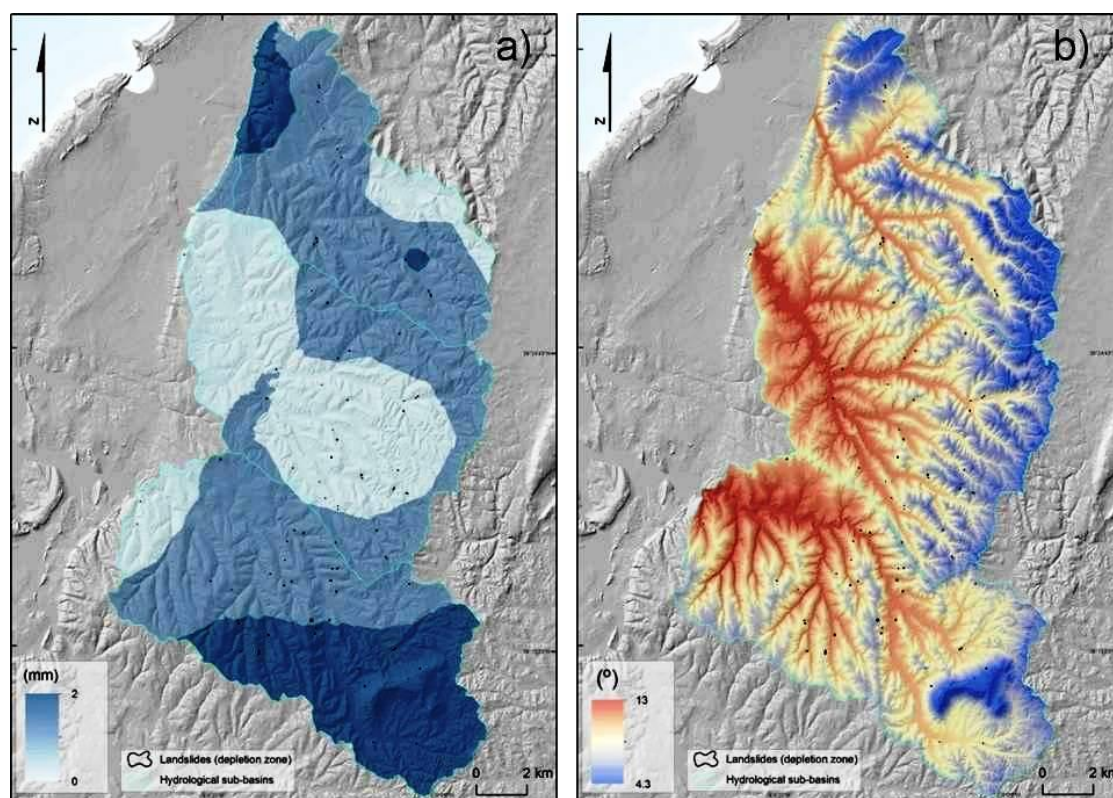 a)
N
(mm)
2
0
Landslides (depletion zone)
Hydrological sub-basins
0 2 km
b)
N
(º)
13
4.3
Landslides (depletion zone)
Hydrological sub-basins
0 2 km